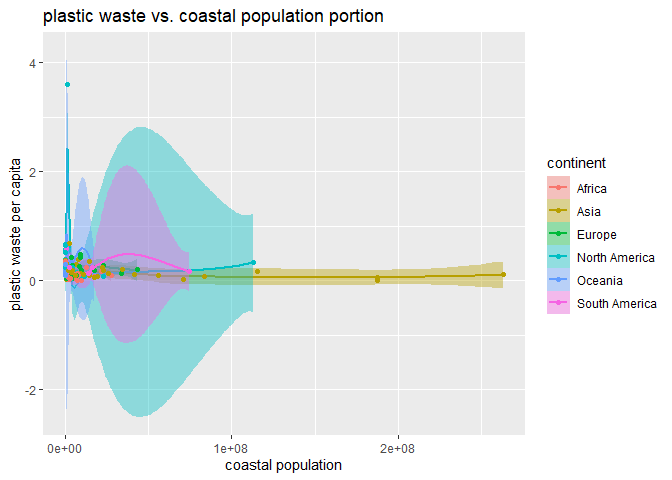 plastic waste vs. coastal population portion
4
2
0
-2
plastic waste per capita
0e+00 1e+08 2e+08
coastal population
continent
Africa
Asia
Europe
North America
Oceania
South America